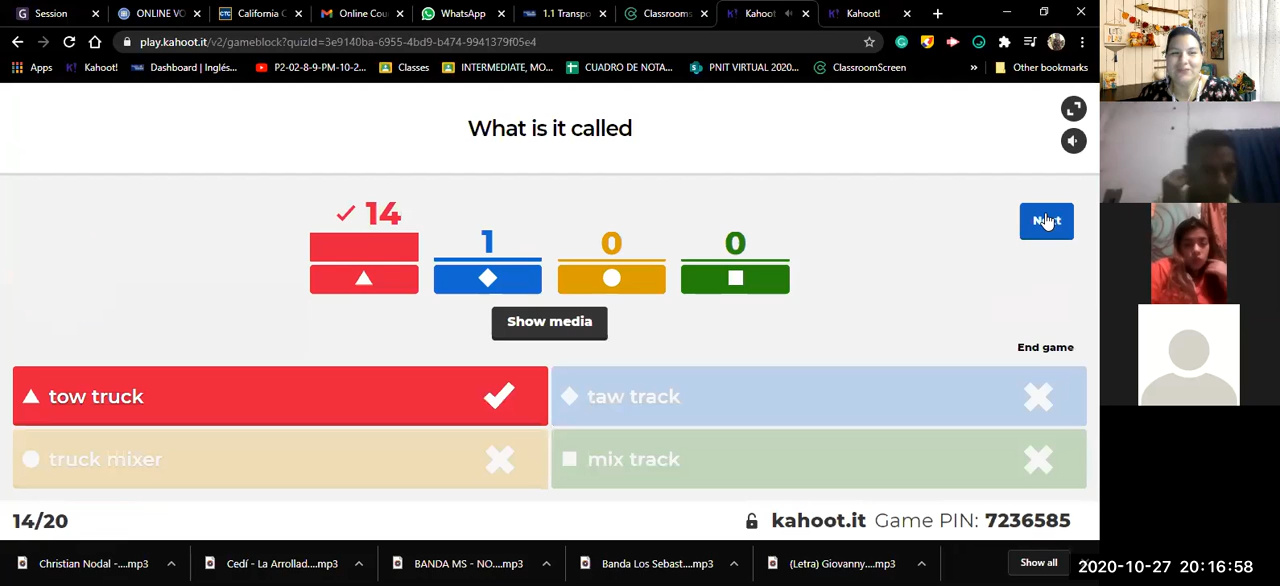 Session
ONLINE VO
California C
Online Cou
WhatsApp
1.1 Transpo
Classroom
Kahoot
Kahoot!
play.kahoot.it/v2/gameblock?quizId=3e9140ba-6955-4bd9-b474-9941379f05e4
Apps
Kahoot!
Dashboard | Inglés...
P2-02-8-9-PM-10-2...
Classes
INTERMEDIATE, MO...
CUADRO DE NOTA...
PNIT VIRTUAL 2020...
ClassroomScreen
»
Other bookmarks
What is it called
14
1
0
0
Next
Show media
End game
tow truck
taw track
truck mixer
mix track
14/20
kahoot.it Game PIN: 7236585
Christian Nodal -....mp3
Cedí - La Arrollad....mp3
BANDA MS - NO....mp3
Banda Los Sebast....mp3
(Letra) Giovanny....mp3
Show all
2020-10-27 20:16:58